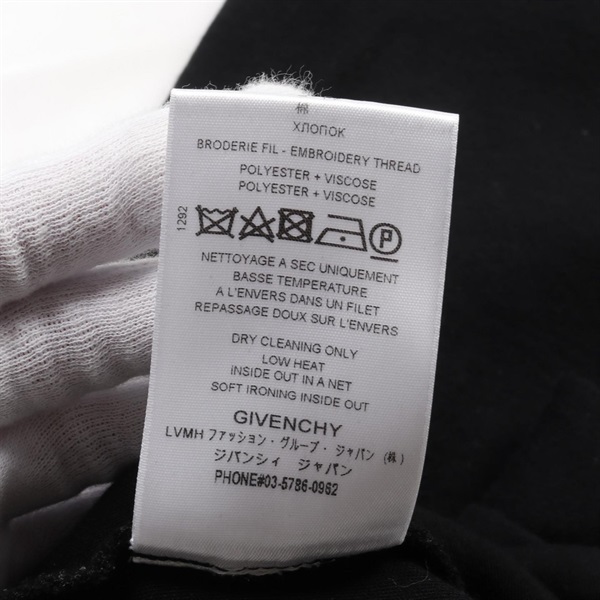 棉
ХЛОПОК
BRODERIE FIL - EMBROIDERY THREAD
POLYESTER + VISCOSE
POLYESTER + VISCOSE
1292
P
NETTOYAGE A SEC UNIQUEMENT
BASSE TEMPERATURE
A L'ENVERS DANS UN FILET
REPASSAGE DOUX SUR L'ENVERS
DRY CLEANING ONLY
LOW HEAT
INSIDE OUT IN A NET
SOFT IRONING INSIDE OUT
GIVENCHY
LVMH ファッション・グループ・ジャパン (株)
ジバンシィ ジャパン
PHONE#03-5786-0962